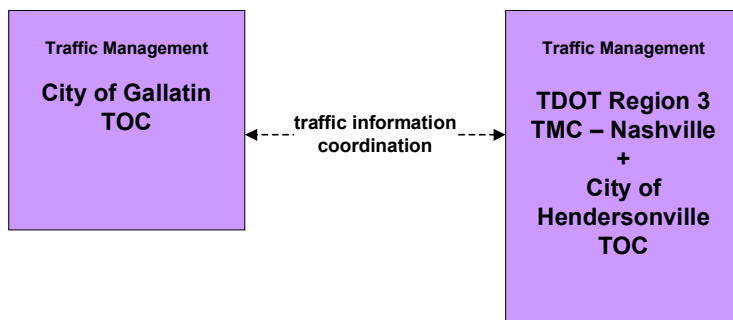 Traffic Management
City of Gallatin
TOC
traffic information
coordination
Traffic Management
TDOT Region 3
TMC – Nashville
+
City of
Hendersonville
TOC